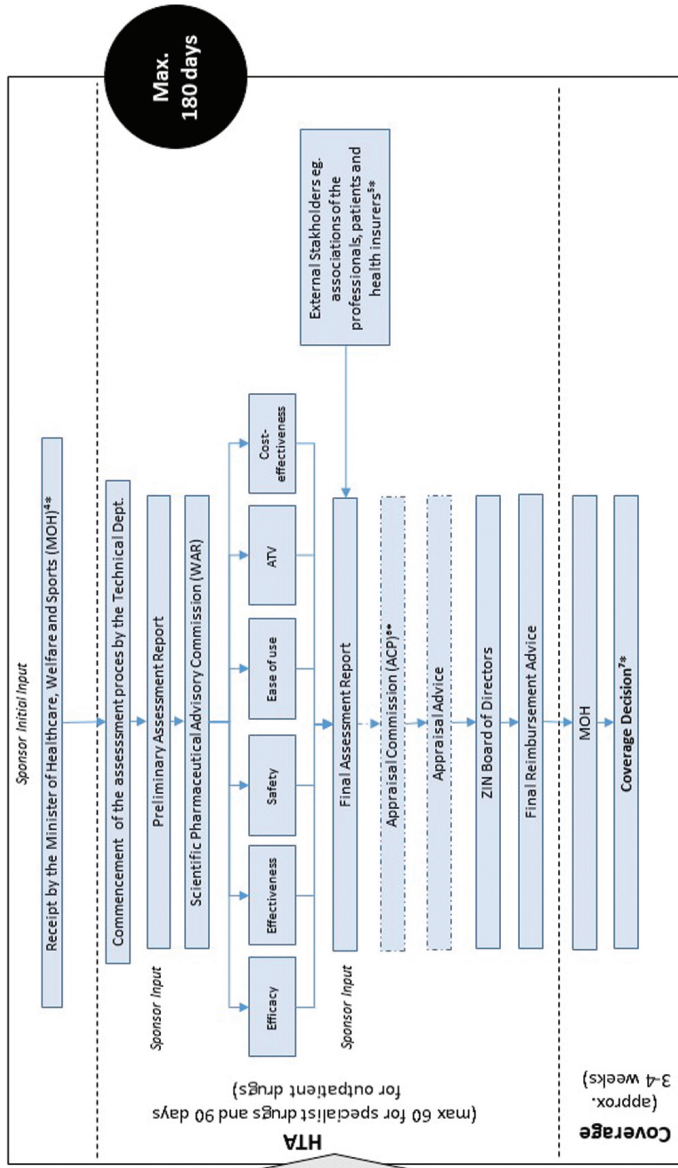 Max.
180 days
Sponsor Initial Input
Receipt by the Minister of Healthcare, Welfare and Sports (MOH)⁴*
HTA
(max 60 for specialist drugs and 90 days
for outpatient drugs)
Commencement of the assessment proces by the Technical Dept.
Sponsor Input
Preliminary Assessment Report
Scientific Pharmaceutical Advisory Commission (WAR)
Efficacy
Effectiveness
Safety
Ease of use
ATV
Cost-
effectiveness
External Stakholders eg.
associations of the
professionals, patients and
health insurers⁵*
Sponsor Input
Final Assessment Report
Appraisal Commission (ACP)⁶*
Appraisal Advice
ZIN Board of Directors
Final Reimbursement Advice
Coverage
(approx.
3-4 weeks)
MOH
Coverage Decision⁷*